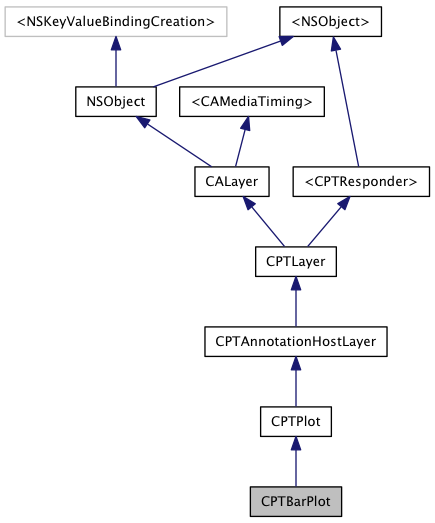 <NSKeyValueBindingCreation>
<NSObject>
NSObject
<CAMediaTiming>
CALayer
<CPTResponder>
CPTLayer
CPTAnnotationHostLayer
CPTPlot
CPTBarPlot